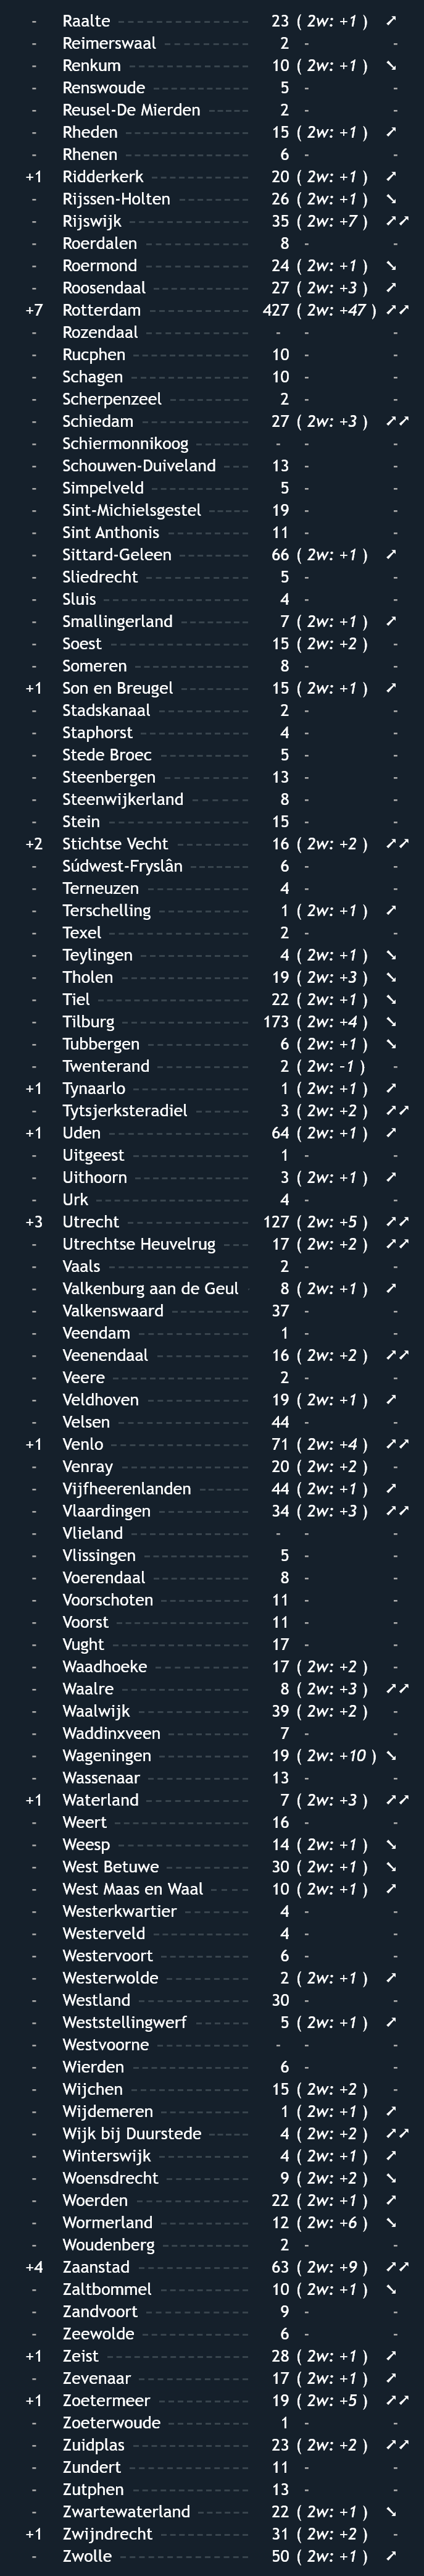 - Raalte 23 ( 2w: +1 ) ➚
- Reimerswaal 2 - -
- Renkum 10 ( 2w: +1 ) ➘
- Renswoude 5 - -
- Reusel-De Mierden 2 - -
- Rheden 15 ( 2w: +1 ) ➚
- Rhenen 6 - -
+1 Ridderkerk 20 ( 2w: +1 ) ➚
- Rijssen-Holten 26 ( 2w: +1 ) ➘
- Rijswijk 35 ( 2w: +7 ) ➚➚
- Roerdalen 8 - -
- Roermond 24 ( 2w: +1 ) ➘
- Roosendaal 27 ( 2w: +3 ) ➚
+7 Rotterdam 427 ( 2w: +47 ) ➚➚
- Rozendaal - - -
- Rucphen 10 - -
- Schagen 10 - -
- Scherpenzeel 2 - -
- Schiedam 27 ( 2w: +3 ) ➚➚
- Schiermonnikoog - - -
- Schouwen-Duiveland 13 - -
- Simpelveld 5 - -
- Sint-Michielsgestel 19 - -
- Sint Anthonis 11 - -
- Sittard-Geleen 66 ( 2w: +1 ) ➚
- Sliedrecht 5 - -
- Sluis 4 - -
- Smallingerland 7 ( 2w: +1 ) ➚
- Soest 15 ( 2w: +2 ) -
- Someren 8 - -
+1 Son en Breugel 15 ( 2w: +1 ) ➚
- Stadskanaal 2 - -
- Staphorst 4 - -
- Stede Broec 5 - -
- Steenbergen 13 - -
- Steenwijkerland 8 - -
- Stein 15 - -
+2 Stichtse Vecht 16 ( 2w: +2 ) ➚➚
- Súdwest-Fryslân 6 - -
- Terneuzen 4 - -
- Terschelling 1 ( 2w: +1 ) ➚
- Texel 2 - -
- Teylingen 4 ( 2w: +1 ) ➘
- Tholen 19 ( 2w: +3 ) ➘
- Tiel 22 ( 2w: +1 ) ➘
- Tilburg 173 ( 2w: +4 ) ➘
- Tubbergen 6 ( 2w: +1 ) ➘
- Twenterand 2 ( 2w: -1 ) -
+1 Tynaarlo 1 ( 2w: +1 ) ➚
- Tytsjerksteradiel 3 ( 2w: +2 ) ➚➚
+1 Uden 64 ( 2w: +1 ) ➚
- Uitgeest 1 - -
- Uithoorn 3 ( 2w: +1 ) ➚
- Urk 4 - -
+3 Utrecht 127 ( 2w: +5 ) ➚➚
- Utrechtse Heuvelrug 17 ( 2w: +2 ) ➚➚
- Vaals 2 - -
- Valkenburg aan de Geul 8 ( 2w: +1 ) ➚
- Valkenswaard 37 - -
- Veendam 1 - -
- Veenendaal 16 ( 2w: +2 ) ➚➚
- Veere 2 - -
- Veldhoven 19 ( 2w: +1 ) ➚
- Velsen 44 - -
+1 Venlo 71 ( 2w: +4 ) ➚➚
- Venray 20 ( 2w: +2 ) -
- Vijfheerenlanden 44 ( 2w: +1 ) ➚
- Vlaardingen 34 ( 2w: +3 ) ➚➚
- Vlieland - - -
- Vlissingen 5 - -
- Voerendaal 8 - -
- Voorschoten 11 - -
- Voorst 11 - -
- Vught 17 - -
- Waadhoeke 17 ( 2w: +2 ) -
- Waalre 8 ( 2w: +3 ) ➚➚
- Waalwijk 39 ( 2w: +2 ) -
- Waddinxveen 7 - -
- Wageningen 19 ( 2w: +10 ) ➘
- Wassenaar 13 - -
+1 Waterland 7 ( 2w: +3 ) ➚➚
- Weert 16 - -
- Weesp 14 ( 2w: +1 ) ➘
- West Betuwe 30 ( 2w: +1 ) ➘
- West Maas en Waal 10 ( 2w: +1 ) ➚
- Westerkwartier 4 - -
- Westerveld 4 - -
- Westervoort 6 - -
- Westerwolde 2 ( 2w: +1 ) ➚
- Westland 30 - -
- Weststellingwerf 5 ( 2w: +1 ) ➚
- Westvoorne - - -
- Wierden 6 - -
- Wijchen 15 ( 2w: +2 ) -
- Wijdemeren 1 ( 2w: +1 ) ➚
- Wijk bij Duurstede 4 ( 2w: +2 ) ➚➚
- Winterswijk 4 ( 2w: +1 ) ➚
- Woensdrecht 9 ( 2w: +2 ) ➘
- Woerden 22 ( 2w: +1 ) ➚
- Wormerland 12 ( 2w: +6 ) ➘
- Woudenberg 2 - -
+4 Zaanstad 63 ( 2w: +9 ) ➚➚
- Zaltbommel 10 ( 2w: +1 ) ➘
- Zandvoort 9 - -
- Zeewolde 6 - -
+1 Zeist 28 ( 2w: +1 ) ➚
- Zevenaar 17 ( 2w: +1 ) ➚
+1 Zoetermeer 19 ( 2w: +5 ) ➚➚
- Zoeterwoude 1 - -
- Zuidplas 23 ( 2w: +2 ) ➚➚
- Zundert 11 - -
- Zutphen 13 - -
- Zwartewaterland 22 ( 2w: +1 ) ➘
+1 Zwijndrecht 31 ( 2w: +2 ) -
- Zwolle 50 ( 2w: +1 ) ➚